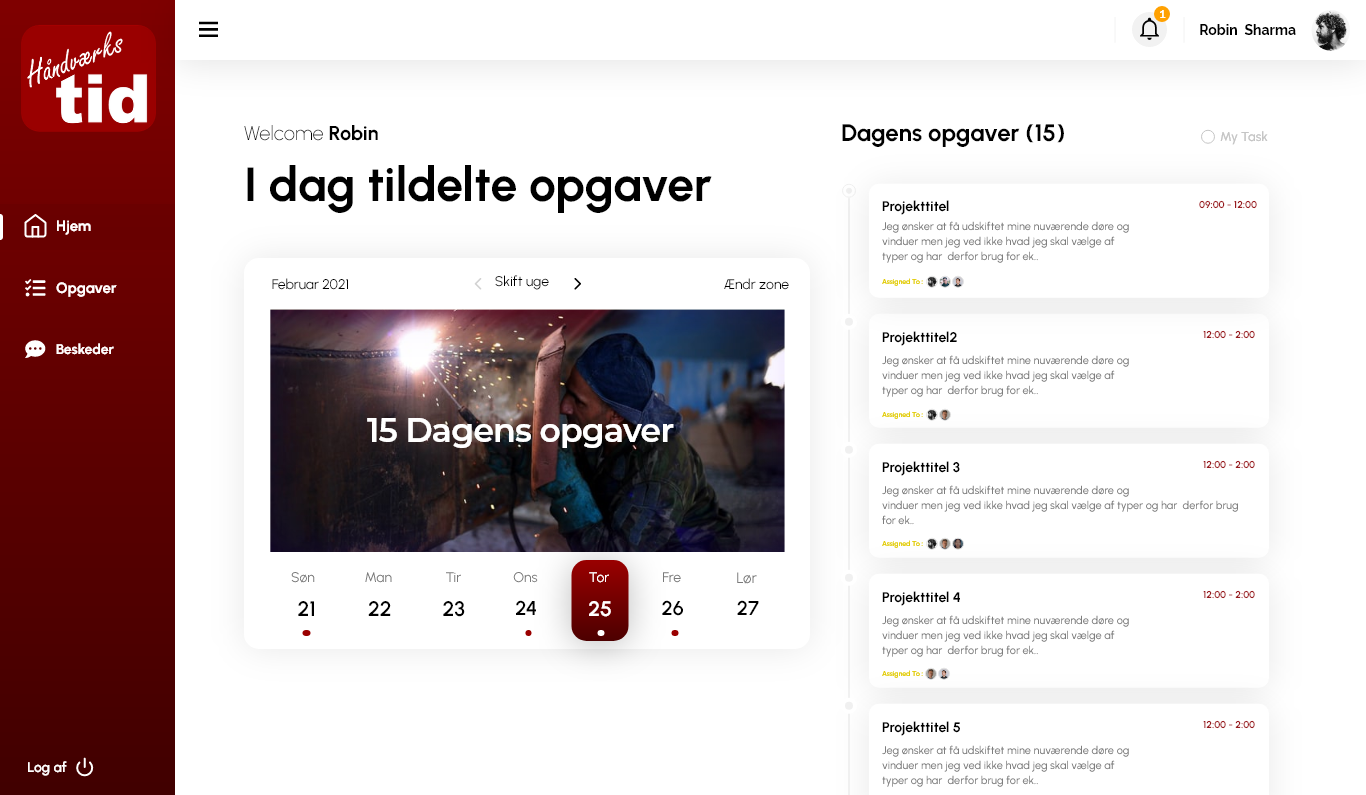 Håndværks
tid
Hjem
Opgaver
Beskeder
Log af
1
Robin Sharma
Welcome Robin
I dag tildelte opgaver
Februar 2021
Skift uge
Ændr zone
15 Dagens opgaver
Søn Man Tir Ons Tor Fre Lør
21 22 23 24 25 26 27
Dagens opgaver (15)
My Task
Projekttitel
09:00 - 12:00
Jeg ønsker at få udskiftet mine nuværende døre og
vinduer men jeg ved ikke hvad jeg skal vælge af
typer og har derfor brug for ek..
Assigned To :
Projekttitel2
12:00 - 2:00
Jeg ønsker at få udskiftet mine nuværende døre og
vinduer men jeg ved ikke hvad jeg skal vælge af
typer og har derfor brug for ek..
Assigned To :
Projekttitel 3
12:00 - 2:00
Jeg ønsker at få udskiftet mine nuværende døre og
vinduer men jeg ved ikke hvad jeg skal vælge af typer og har derfor brug
for ek..
Assigned To :
Projekttitel 4
12:00 - 2:00
Jeg ønsker at få udskiftet mine nuværende døre og
vinduer men jeg ved ikke hvad jeg skal vælge af
typer og har derfor brug for ek..
Assigned To :
Projekttitel 5
12:00 - 2:00
Jeg ønsker at få udskiftet mine nuværende døre og
vinduer men jeg ved ikke hvad jeg skal vælge af
typer og har derfor brug for ek..